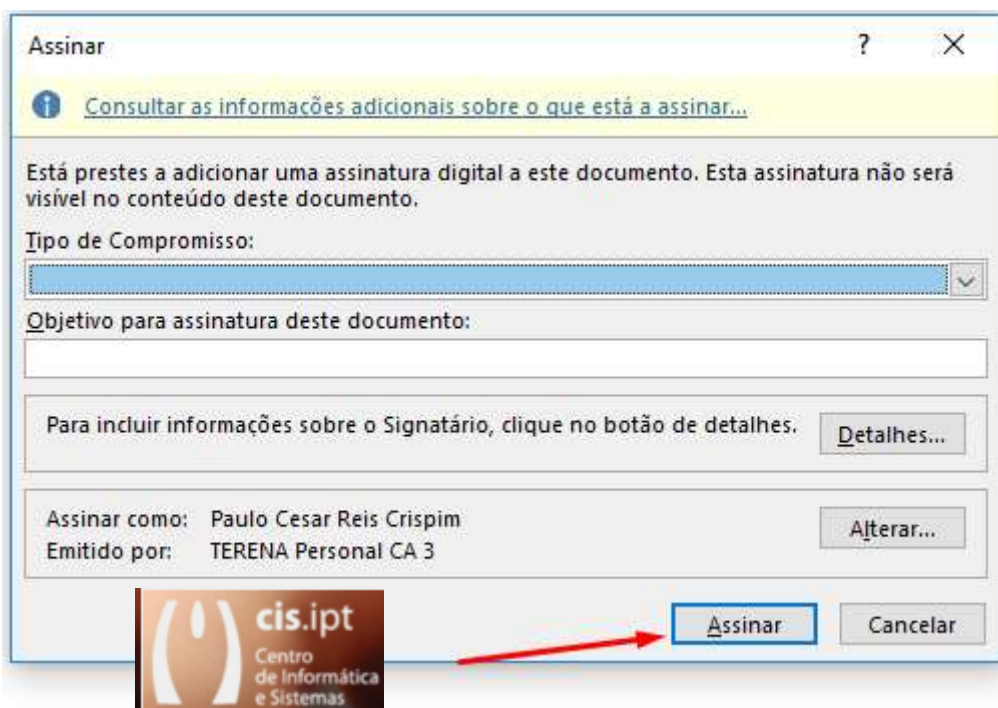 Assinar
?
Consultar as informações adicionais sobre o que está a assinar...
Está prestes a adicionar uma assinatura digital a este documento. Esta assinatura não será
visível no conteúdo deste documento.
Tipo de Compromisso:
Objetivo para assinatura deste documento:
Para incluir informações sobre o Signatário, clique no botão de detalhes.
Detalhes...
Assinar como: Paulo Cesar Reis Crispim
Emitido por: TERENA Personal CA 3
Alterar...
Assinar
Cancelar
cis.ipt
Centro
de Informática
e Sistemas